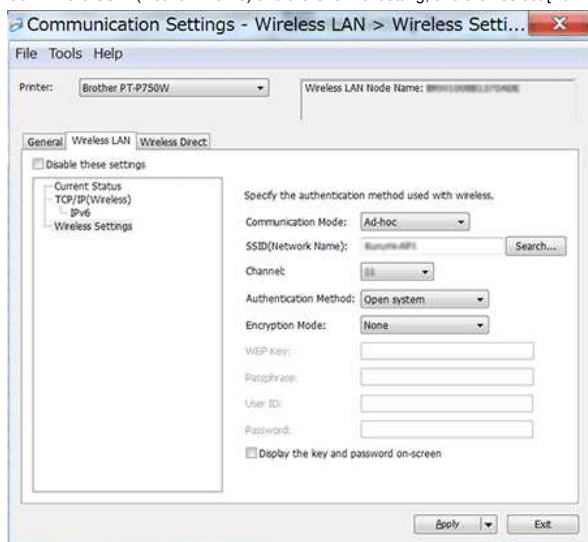 Communication Settings - Wireless LAN > Wireless Setti...
File Tools Help
Printer: Brother PT-P750W
Wireless LAN Node Name:
General Wireless LAN Wireless Direct
Disable these settings
Current Status
TCP/IP(Wireless)
IPv6
Wireless Settings
Specify the authentication method used with wireless.
Communication Mode: Ad-hoc
SSID(Network Name): Search...
Channel: 11
Authentication Method: Open system
Encryption Mode: None
WEP Key:
Passphrase:
User ID:
Password:
Display the key and password on-screen
Apply Exit